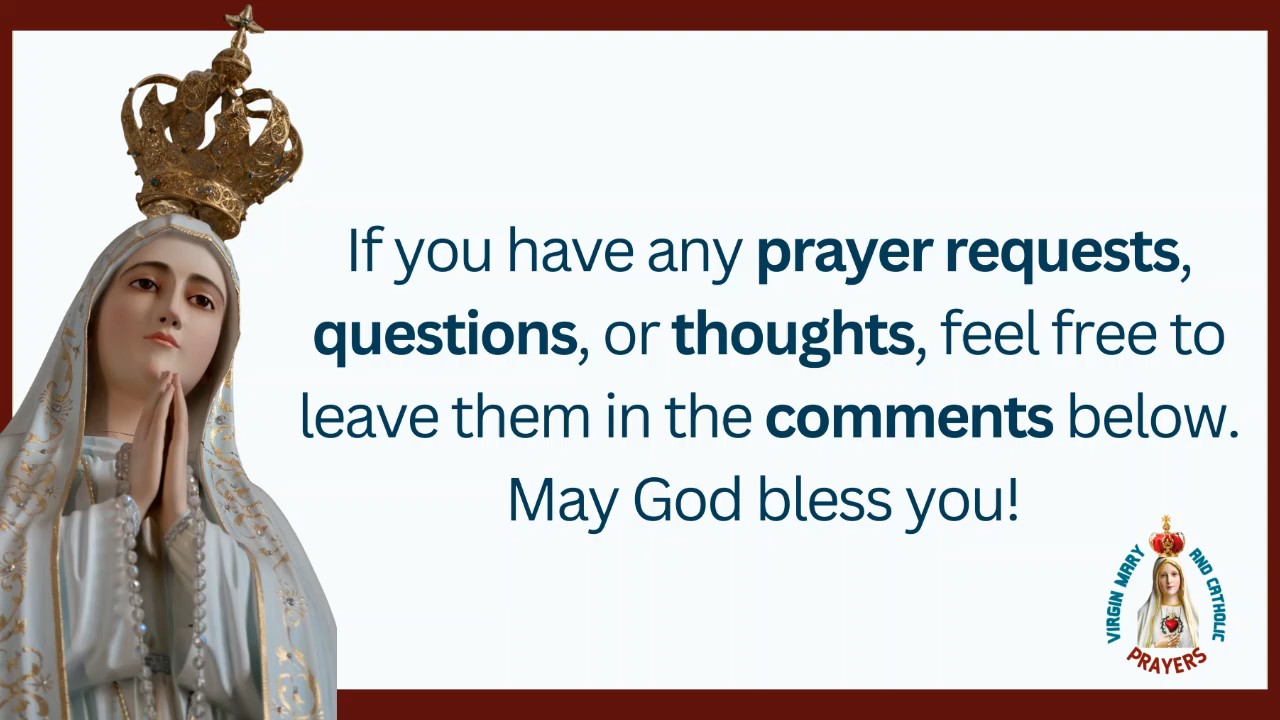 If you have any prayer requests,
questions, or thoughts, feel free to
leave them in the comments below.
May God bless you!
VIRGIN MARY
AND CATHOLIC
PRAYERS